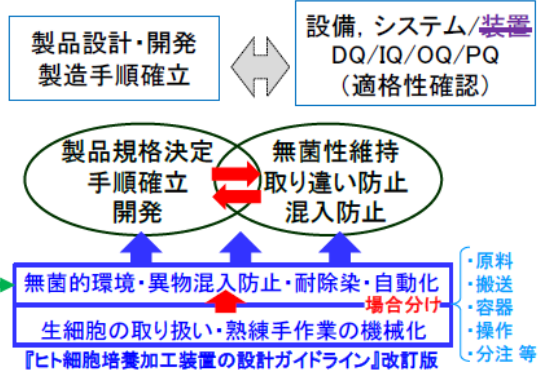 製品設計・開発
製造手順確立
設備，システム/装置
DQ/IQ/OQ/PQ
（適格性確認）
製品規格決定
手順確立
開発
無菌性維持
取り違い防止
混入防止
無菌的環境・異物混入防止・耐除染・自動化
場合分け
生細胞の取り扱い・熟練手作業の機械化
『ヒト細胞培養加工装置の設計ガイドライン』改訂版
・原料
・搬送
・容器
・操作
・分注 等